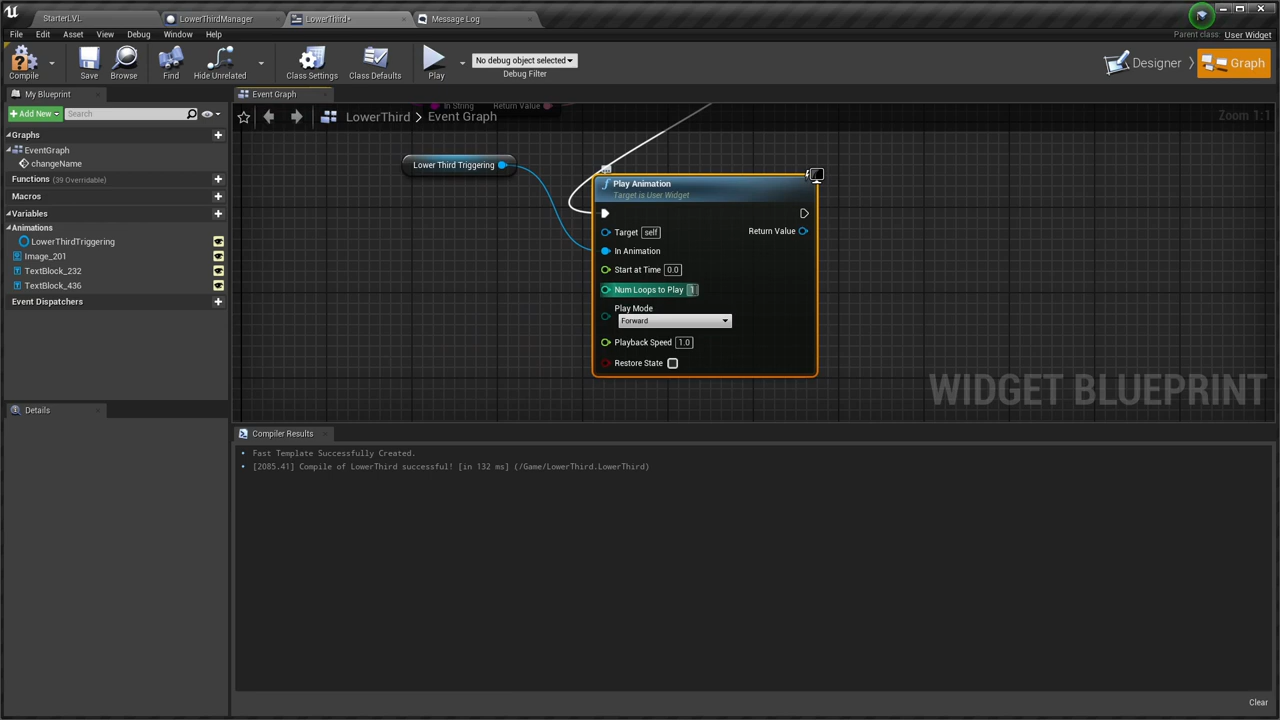 StarterLVL
LowerThirdManager
LowerThird*
Message Log
File
Edit
Asset
View
Debug
Window
Help
Parent class: User Widget
Compile
Save
Browse
Find
Hide Unrelated
Class Settings
Class Defaults
Play
No debug object selected
Debug Filter
Designer
Graph
My Blueprint
Event Graph
Add New
Search
LowerThird > Event Graph
Zoom 1:1
In String
Return Value
Graphs
EventGraph
changeName
Functions (39 Overridable)
Macros
Variables
Animations
LowerThirdTriggering
Image_201
TextBlock_232
TextBlock_436
Event Dispatchers
Lower Third Triggering
Play Animation
Target is User Widget
Target self
Return Value
In Animation
Start at Time 0.0
Num Loops to Play 1
Play Mode
Forward
Playback Speed 1.0
Restore State
WIDGET BLUEPRINT
Details
Compiler Results
Fast Template Successfully Created.
[2085.41] Compile of LowerThird successful! [in 132 ms] (/Game/LowerThird.LowerThird)
Clear